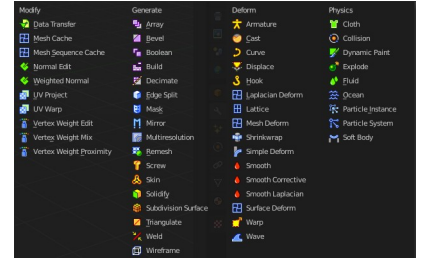 Modify
Data Transfer
Mesh Cache
Mesh Sequence Cache
Normal Edit
Weighted Normal
UV Project
UV Warp
Vertex Weight Edit
Vertex Weight Mix
Vertex Weight Proximity
Generate
Array
Bevel
Boolean
Build
Decimate
Edge Split
Mask
Mirror
Multiresolution
Remesh
Screw
Skin
Solidify
Subdivision Surface
Triangulate
Weld
Wireframe
Deform
Armature
Cast
Curve
Displace
Hook
Laplacian Deform
Lattice
Mesh Deform
Shrinkwrap
Simple Deform
Smooth
Smooth Corrective
Smooth Laplacian
Surface Deform
Warp
Wave
Physics
Cloth
Collision
Dynamic Paint
Explode
Fluid
Ocean
Particle Instance
Particle System
Soft Body